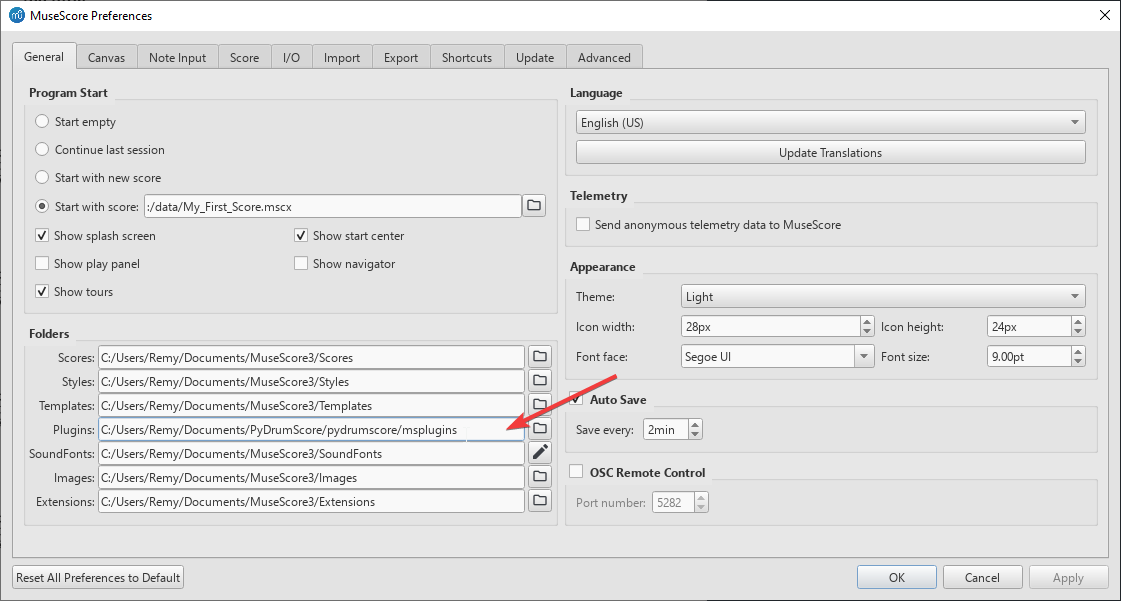 MuseScore Preferences
General Canvas Note Input Score I/O Import Export Shortcuts Update Advanced
Program Start
Start empty
Continue last session
Start with new score
Start with score: :/data/My_First_Score.mscx
Show splash screen Show start center
Show play panel Show navigator
Show tours
Folders
Scores: C:/Users/Remy/Documents/MuseScore3/Scores
Styles: C:/Users/Remy/Documents/MuseScore3/Styles
Templates: C:/Users/Remy/Documents/MuseScore3/Templates
Plugins: C:/Users/Remy/Documents/PyDrumScore/pydrumscore/msplugins
SoundFonts: C:/Users/Remy/Documents/MuseScore3/SoundFonts
Images: C:/Users/Remy/Documents/MuseScore3/Images
Extensions: C:/Users/Remy/Documents/MuseScore3/Extensions
Language
English (US)
Update Translations
Telemetry
Send anonymous telemetry data to MuseScore
Appearance
Theme: Light
Icon width: 28px Icon height: 24px
Font face: Segoe UI Font size: 9.00pt
Auto Save
Save every: 2min
OSC Remote Control
Port number: 5282
Reset All Preferences to Default OK Cancel Apply